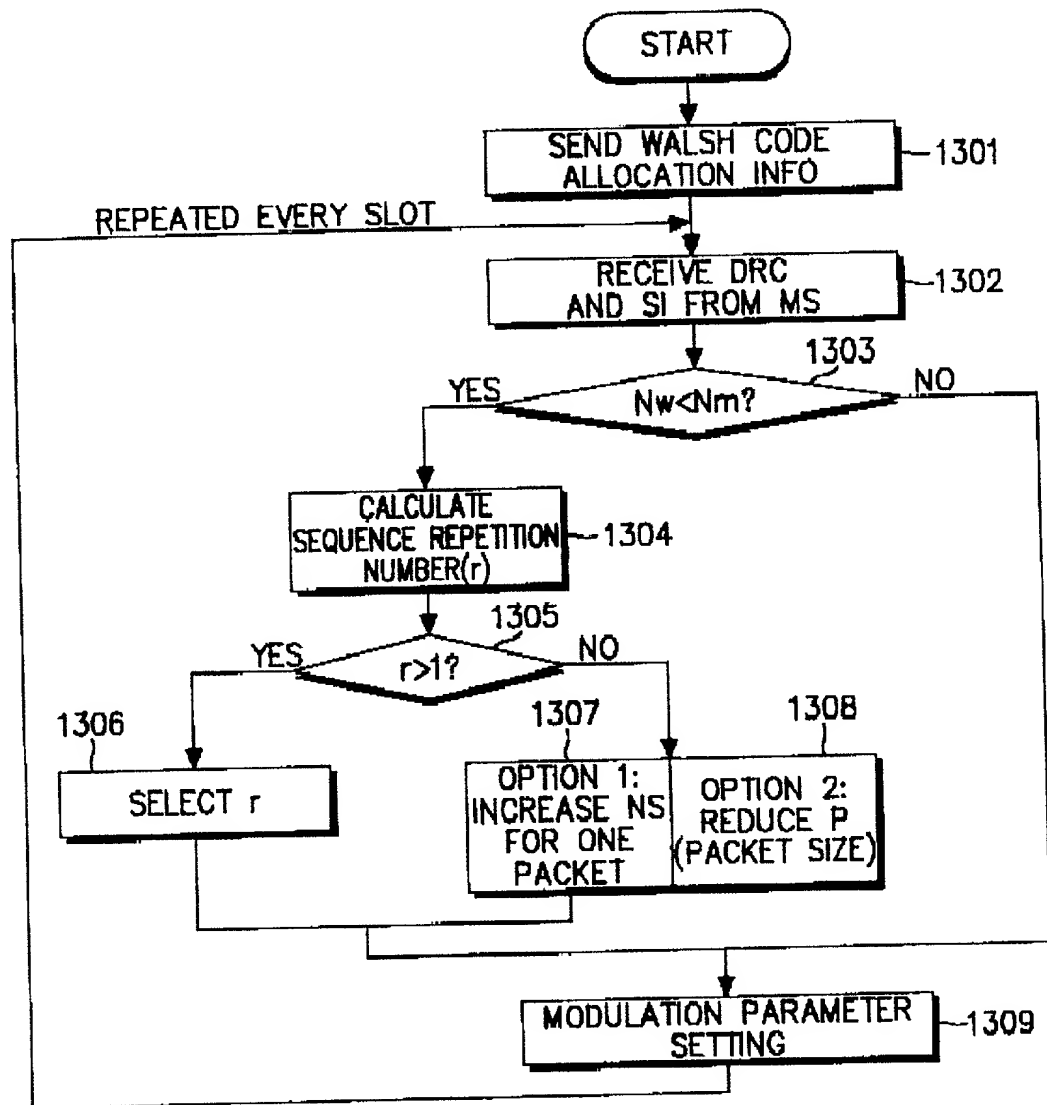 START
SEND WALSH CODE
ALLOCATION INFO
1301
REPEATED EVERY SLOT
RECEIVE DRC
AND SI FROM MS
1302
1303
YES
Nw<Nm?
NO
CALCULATE
SEQUENCE REPETITION
NUMBER(r)
1304
1305
YES
r>1?
NO
1306
SELECT r
1307
OPTION 1:
INCREASE NS
FOR ONE
PACKET
1308
OPTION 2:
REDUCE P
(PACKET SIZE)
MODULATION PARAMETER
SETTING
1309